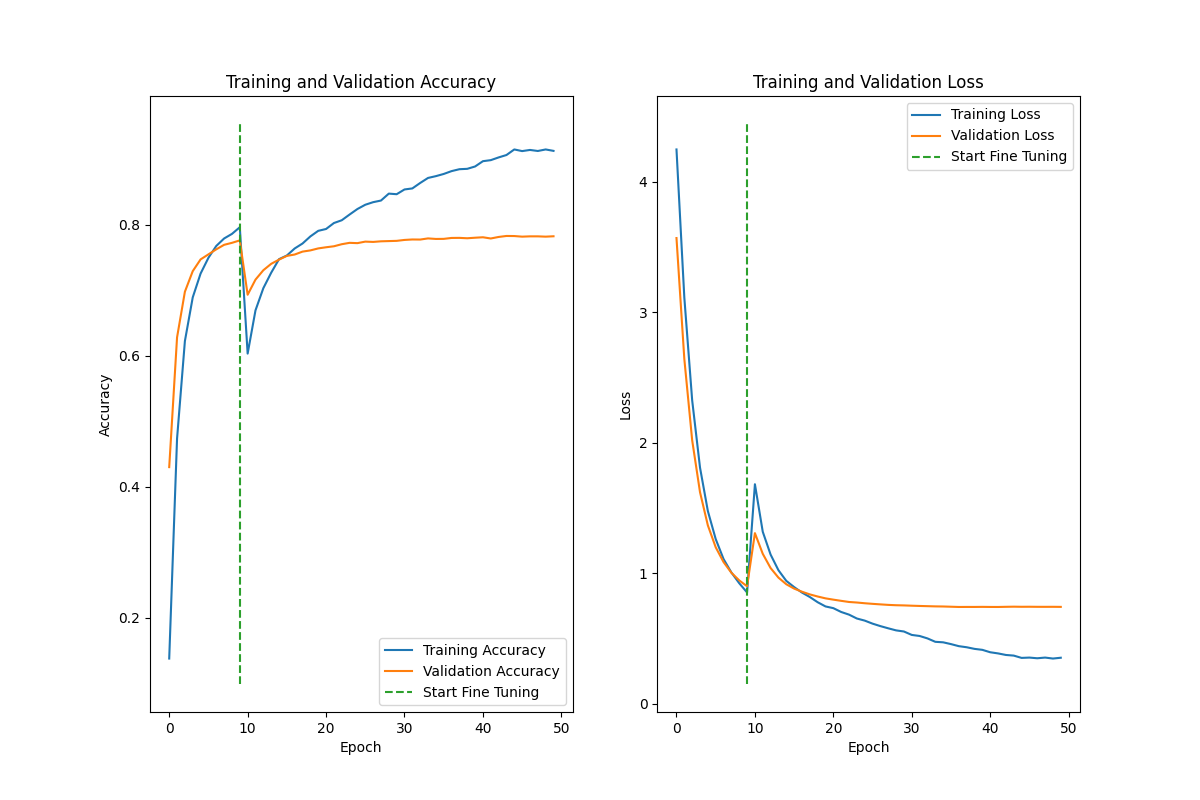 Training and Validation Accuracy
Accuracy
0.8
0.6
0.4
0.2
0 10 20 30 40 50
Epoch
Training Accuracy
Validation Accuracy
Start Fine Tuning
Training and Validation Loss
Loss
4
3
2
1
0
0 10 20 30 40 50
Epoch
Training Loss
Validation Loss
Start Fine Tuning